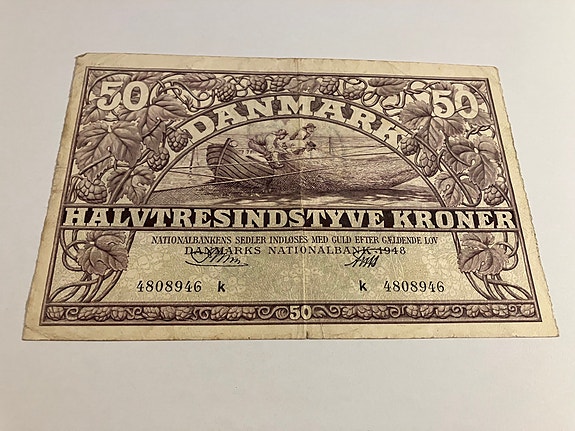 50 50
DANMARK
HALVTRESINDSTYVE KRONER
NATIONALBANKENS SEDLER INDLØSES MED GULD EFTER GÆLDENDE LOV
DANMARKS NATIONALBANK 1948
4808946 k k 4808946
50